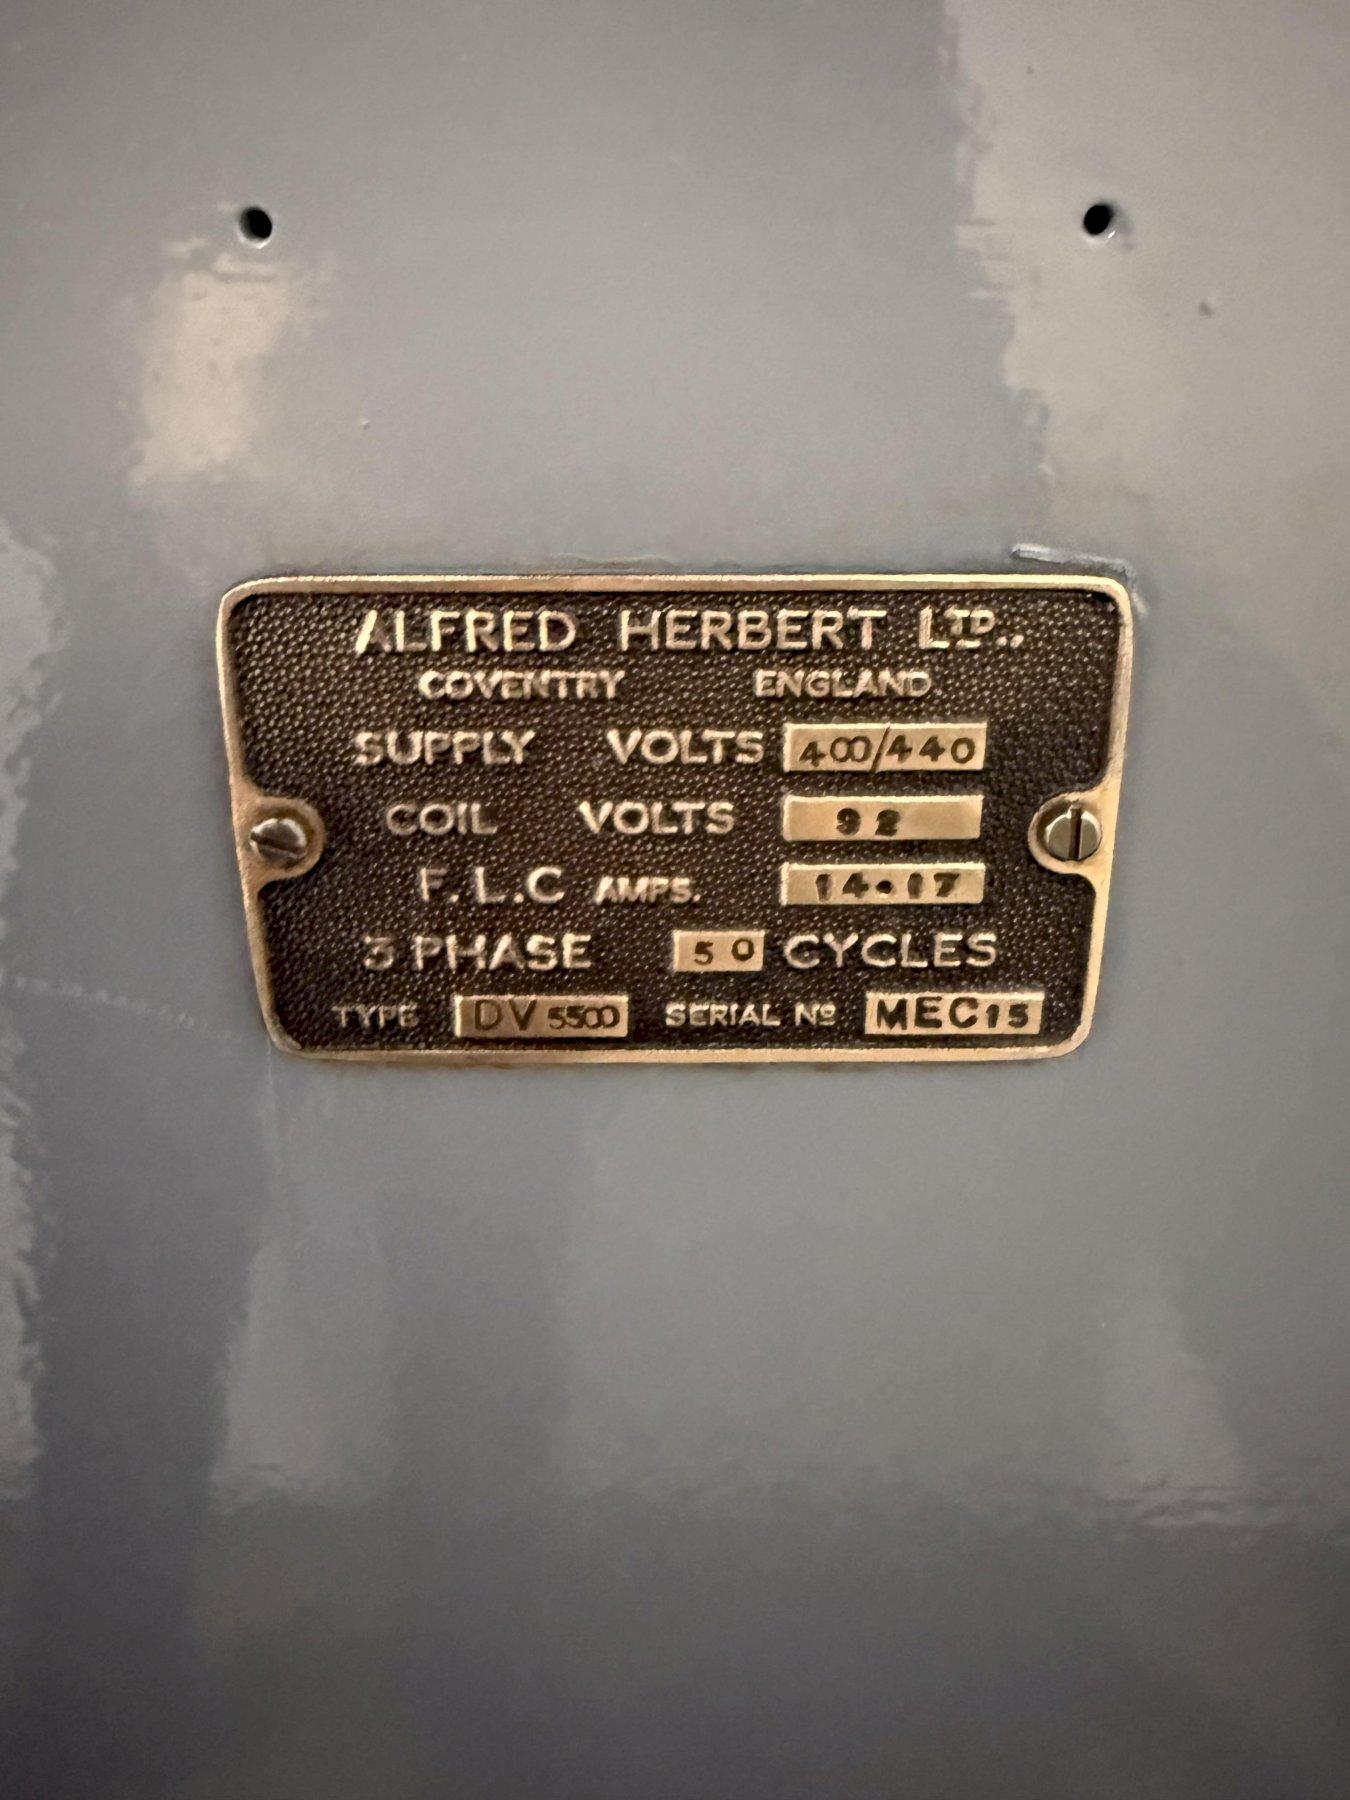 ALFRED HERBERT LTD.,
COVENTRY ENGLAND
SUPPLY VOLTS 400/440
COIL VOLTS 92
F.L.C AMPS. 14-17
3 PHASE 50 CYCLES
TYPE DV 5500 SERIAL Nº MEC15